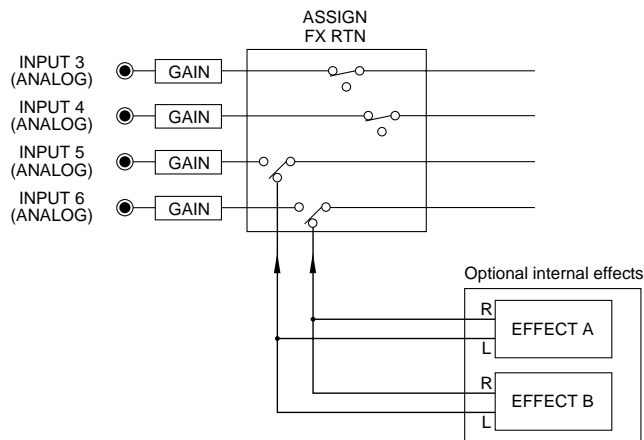 ASSIGN
FX RTN
INPUT 3
(ANALOG)
GAIN
INPUT 4
(ANALOG)
GAIN
INPUT 5
(ANALOG)
GAIN
INPUT 6
(ANALOG)
GAIN
Optional internal effects
R
EFFECT A
L
R
EFFECT B
L